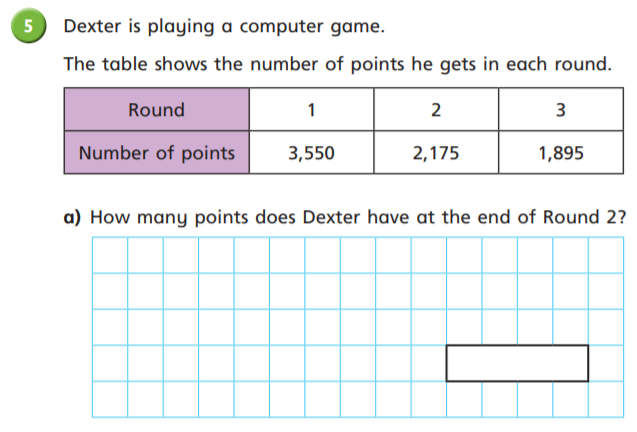 5 Dexter is playing a computer game.
The table shows the number of points he gets in each round.
Round 1 2 3
Number of points 3,550 2,175 1,895
a) How many points does Dexter have at the end of Round 2?